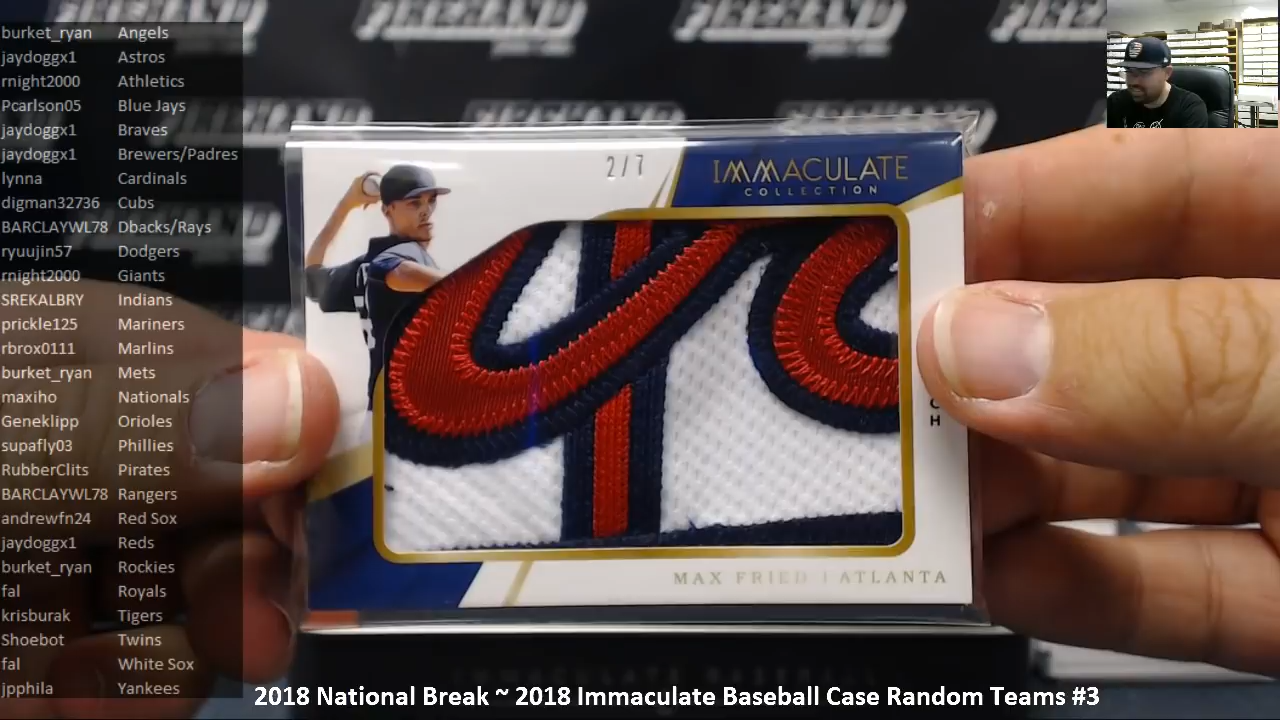 burket_ryan Angels
jaydoggx1 Astros
rnight2000 Athletics
Pcarlson05 Blue Jays
jaydoggx1 Braves
jaydoggx1 Brewers/Padres
lynna Cardinals
digman32736 Cubs
BARCLAYWL78 Dbacks/Rays
ryuujin57 Dodgers
rnight2000 Giants
SREKALBRY Indians
prickle125 Mariners
rbrox0111 Marlins
burket_ryan Mets
maxiho Nationals
Geneklipp Orioles
supafly03 Phillies
RubberClits Pirates
BARCLAYWL78 Rangers
andrewfn24 Red Sox
jaydoggx1 Reds
burket_ryan Rockies
fal Royals
krisburak Tigers
Shoebot Twins
fal White Sox
jpphila Yankees
2/7
IMMACULATE
COLLECTION
C
H
MAX FRIED | ATLANTA
2018 National Break ~ 2018 Immaculate Baseball Case Random Teams #3